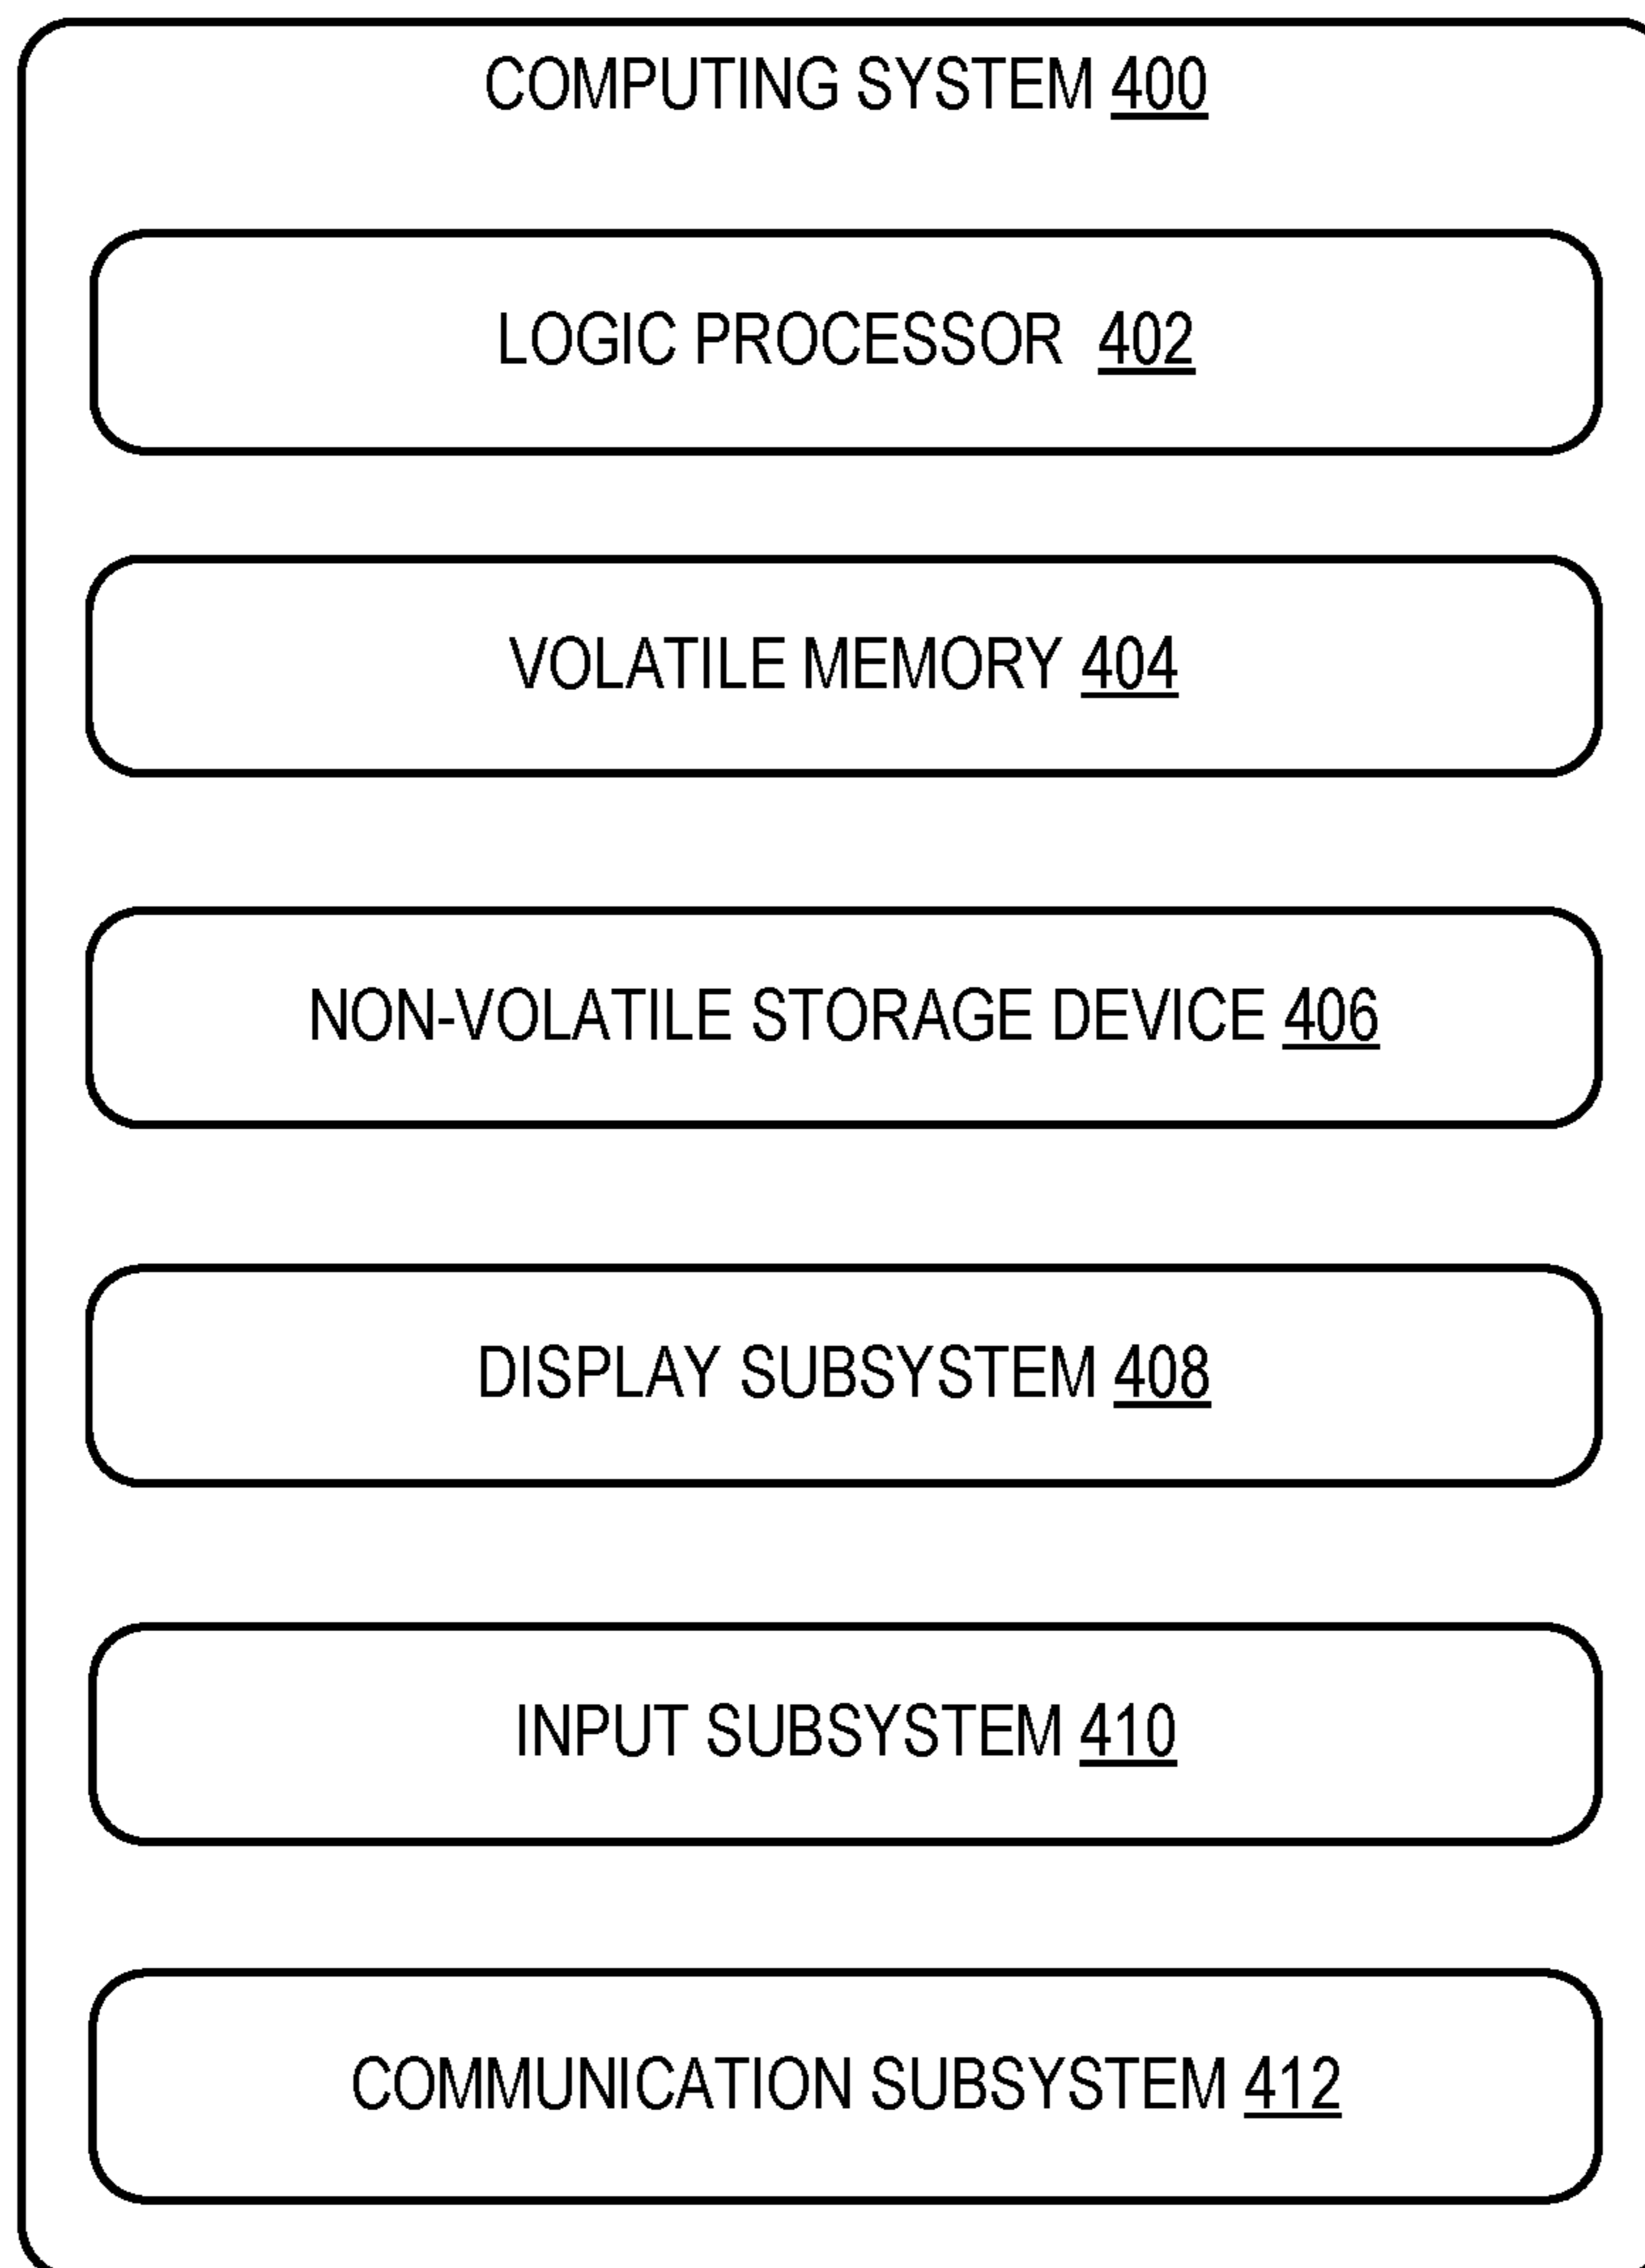 COMPUTING SYSTEM 400
LOGIC PROCESSOR 402
VOLATILE MEMORY 404
NON-VOLATILE STORAGE DEVICE 406
DISPLAY SUBSYSTEM 408
INPUT SUBSYSTEM 410
COMMUNICATION SUBSYSTEM 412